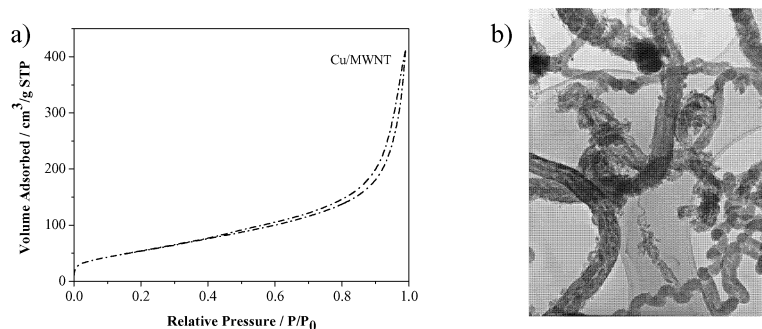 a)
b)
Cu/MWNT
400
300
200
100
0
0.0
0.2
0.4
0.6
0.8
1.0
Volume Adsorbed / cm³/g STP
Relative Pressure / P/P₀